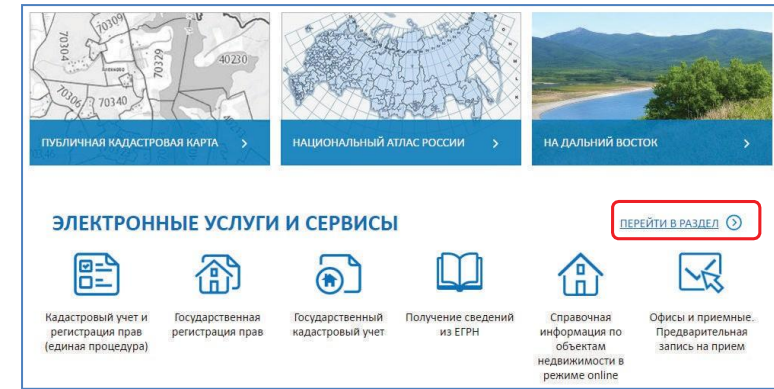 70309
70304
70329
40230
70306
70340
ПУБЛИЧНАЯ КАДАСТРОВАЯ КАРТА
НАЦИОНАЛЬНЫЙ АТЛАС РОССИИ
НА ДАЛЬНИЙ ВОСТОК
ЭЛЕКТРОННЫЕ УСЛУГИ И СЕРВИСЫ
ПЕРЕЙТИ В РАЗДЕЛ
Кадастровый учет и
регистрация прав
(единая процедура)
Государственная
регистрация прав
Государственный
кадастровый учет
Получение сведений
из ЕГРН
Справочная
информация по
объектам
недвижимости в
режиме online
Офисы и приемные.
Предварительная
запись на прием